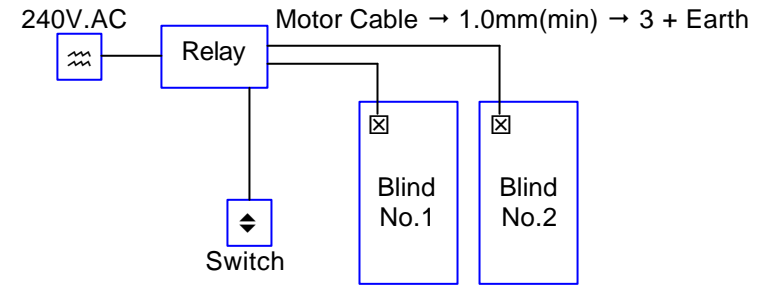 240V.AC
Motor Cable → 1.0mm(min) → 3 + Earth
Relay
Blind
No.1
Blind
No.2
Switch